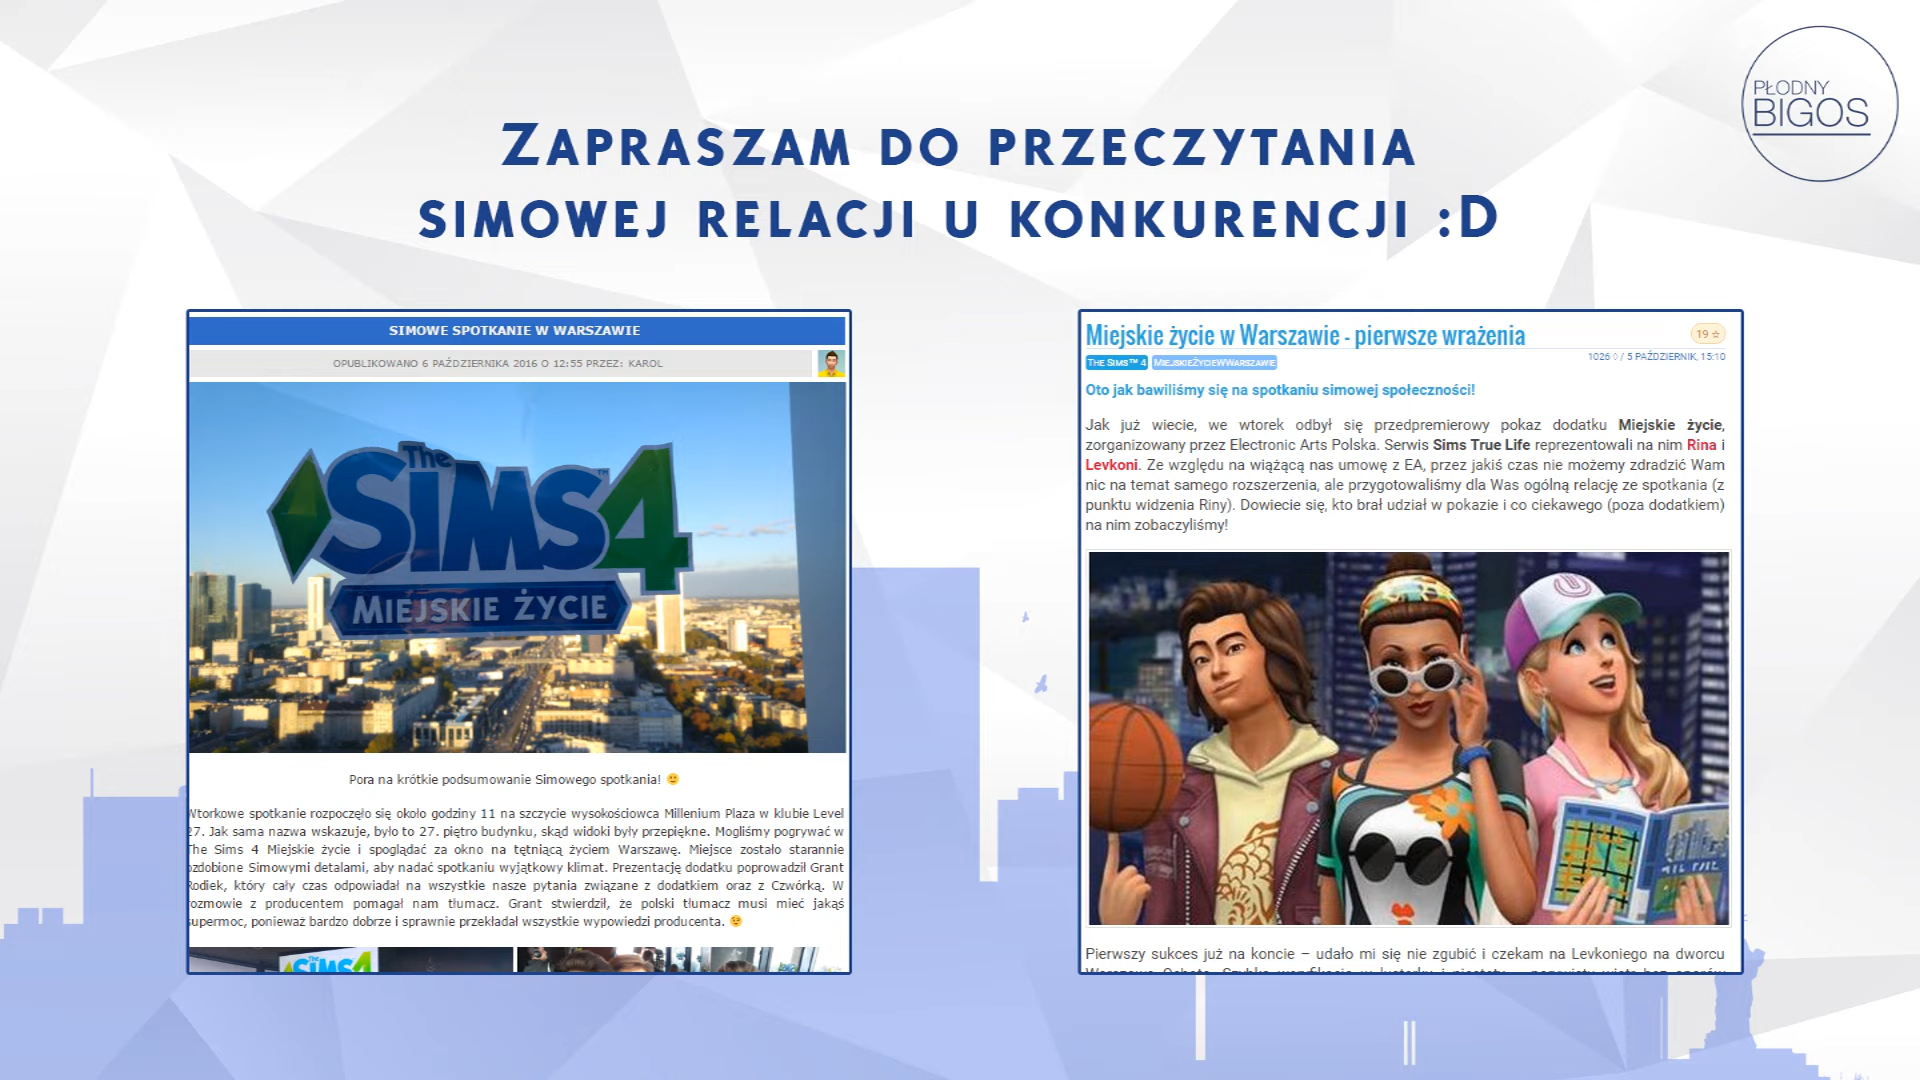 PŁODNY
BIGOS
Zapraszam do przeczytania
simowej relacji u konkurencji :D
SIMOWE SPOTKANIE W WARSZAWIE
OPUBLIKOWANO 6 PAŹDZIERNIKA 2016 O 12:55 PRZEZ: KAROL
The
SIMS 4
MIEJSKIE ŻYCIE
Pora na krótkie podsumowanie Simowego spotkania! 🙂
Wtorkowe spotkanie rozpoczęło się około godziny 11 na szczycie wysokościowca Millenium Plaza w klubie Level
27. Jak sama nazwa wskazuje, było to 27. piętro budynku, skąd widoki były przepiękne. Mogliśmy pogrywać w
The Sims 4 Miejskie życie i spoglądać za okno na tętniącą życiem Warszawę. Miejsce zostało starannie
ozdobione Simowymi detalami, aby nadać spotkaniu wyjątkowy klimat. Prezentację dodatku poprowadził Grant
Rodiek, który cały czas odpowiadał na wszystkie nasze pytania związane z dodatkiem oraz z Czwórką. W
rozmowie z producentem pomagał nam tłumacz. Grant stwierdził, że polski tłumacz musi mieć jakąś
supermoc, ponieważ bardzo dobrze i sprawnie przekładał wszystkie wypowiedzi producenta. 😉
The
SIMS 4
Miejskie życie w Warszawie - pierwsze wrażenia
19 ☆
The Sims™ 4 MiejskieŻycieWWarszawie
1026 ◊ / 5 PAŹDZIERNIK, 15:10
Oto jak bawiliśmy się na spotkaniu simowej społeczności!
Jak już wiecie, we wtorek odbył się przedpremierowy pokaz dodatku Miejskie życie,
zorganizowany przez Electronic Arts Polska. Serwis Sims True Life reprezentowali na nim Rina i
Levkoni. Ze względu na wiążącą nas umowę z EA, przez jakiś czas nie możemy zdradzić Wam
nic na temat samego rozszerzenia, ale przygotowaliśmy dla Was ogólną relację ze spotkania (z
punktu widzenia Riny). Dowiecie się, kto brał udział w pokazie i co ciekawego (poza dodatkiem)
na nim zobaczyliśmy!
Pierwszy sukces już na koncie – udało mi się nie zgubić i czekam na Levkoniego na dworcu